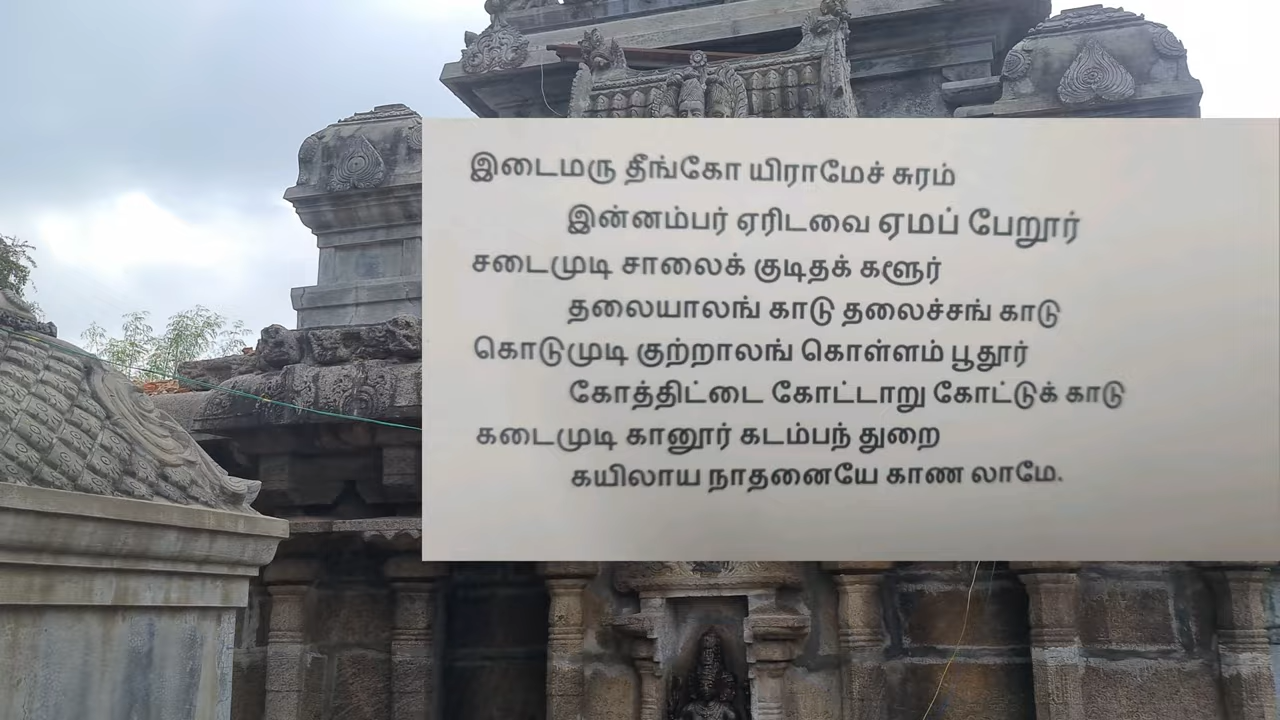 இடைமரு தீங்கோ யிராமேச் சுரம்
இன்னம்பர் ஏரிடவை ஏமப் பேறூர்
சடைமுடி சாலைக் குடிதக் களூர்
தலையாலங் காடு தலைச்சங் காடு
கொடுமுடி குற்றாலங் கொள்ளம் பூதூர்
கோத்திட்டை கோட்டாறு கோட்டுக் காடு
கடைமுடி கானூர் கடம்பந் துறை
கயிலாய நாதனையே காண லாமே.